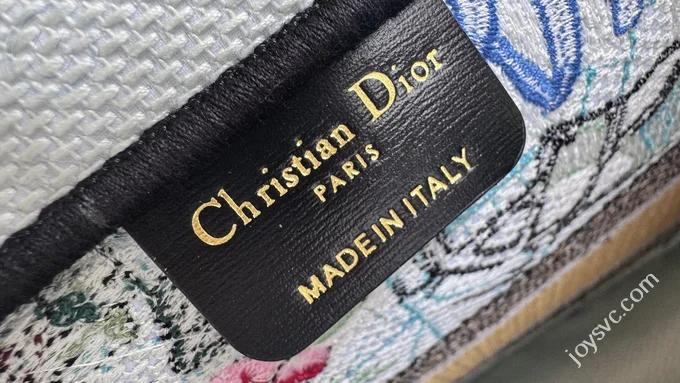 Christian Dior
PARIS
MADE IN ITALY
joysvc.com